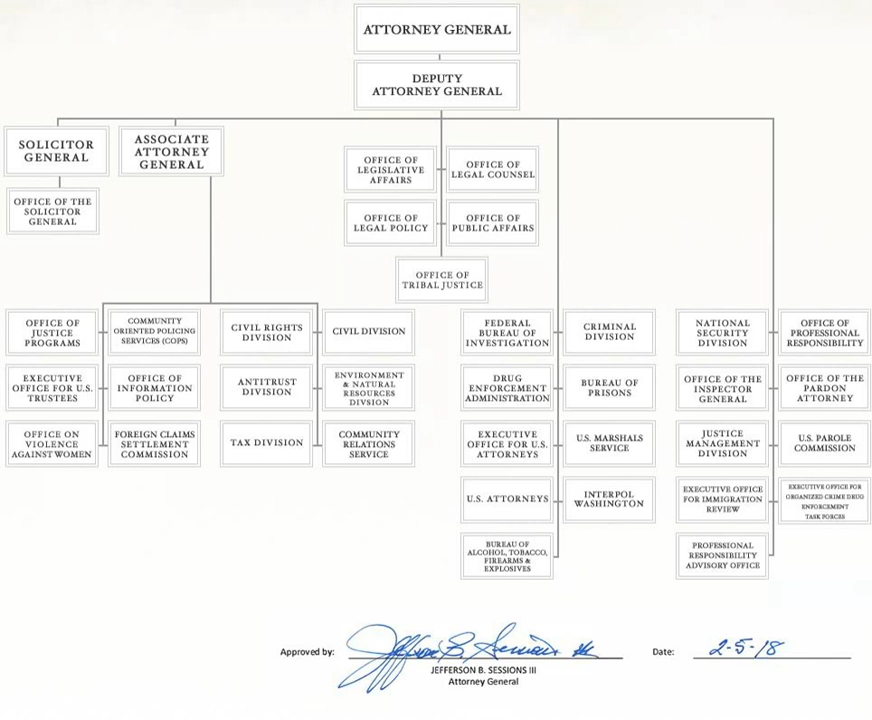 ATTORNEY GENERAL
DEPUTY
ATTORNEY GENERAL
SOLICITOR
GENERAL
ASSOCIATE
ATTORNEY
GENERAL
OFFICE OF THE
SOLICITOR
GENERAL
OFFICE OF
LEGISLATIVE
AFFAIRS
OFFICE OF
LEGAL COUNSEL
OFFICE OF
LEGAL POLICY
OFFICE OF
PUBLIC AFFAIRS
OFFICE OF
TRIBAL JUSTICE
OFFICE OF
JUSTICE
PROGRAMS
COMMUNITY
ORIENTED POLICING
SERVICES (COPS)
CIVIL RIGHTS
DIVISION
CIVIL DIVISION
FEDERAL
BUREAU OF
INVESTIGATION
CRIMINAL
DIVISION
NATIONAL
SECURITY
DIVISION
OFFICE OF
PROFESSIONAL
RESPONSIBILITY
EXECUTIVE
OFFICE FOR U.S.
TRUSTEES
OFFICE OF
INFORMATION
POLICY
ANTITRUST
DIVISION
ENVIRONMENT
& NATURAL
RESOURCES
DIVSION
DRUG
ENFORCEMENT
ADMINISTRATION
BUREAU OF
PRISONS
OFFICE OF THE
INSPECTOR
GENERAL
OFFICE OF THE
PARDON
ATTORNEY
OFFICE ON
VIOLENCE
AGAINST WOMEN
FOREIGN CLAIMS
SETTLEMENT
COMMISSION
TAX DIVISION
COMMUNITY
RELATIONS
SERVICE
EXECUTIVE
OFFICE FOR U.S.
ATTORNEYS
U.S. MARSHALS
SERVICE
JUSTICE
MANAGEMENT
DIVISION
U.S. PAROLE
COMMISSION
U.S. ATTORNEYS
INTERPOL
WASHINGTON
EXECUTIVE OFFICE
FOR IMMIGRATION
REVIEW
EXECUTIVE OFFICE FOR
ORGANIZED CRIME DRUG
ENFORCEMENT
TASK FORCES
BUREAU OF
ALCOHOL, TOBACCO,
FIREARMS &
EXPLOSIVES
PROFESSIONAL
RESPONSIBILITY
ADVISORY OFFICE
Approved by: Jefferson B. Sessions III Date: 2-5-18
JEFFERSON B. SESSIONS III
Attorney General